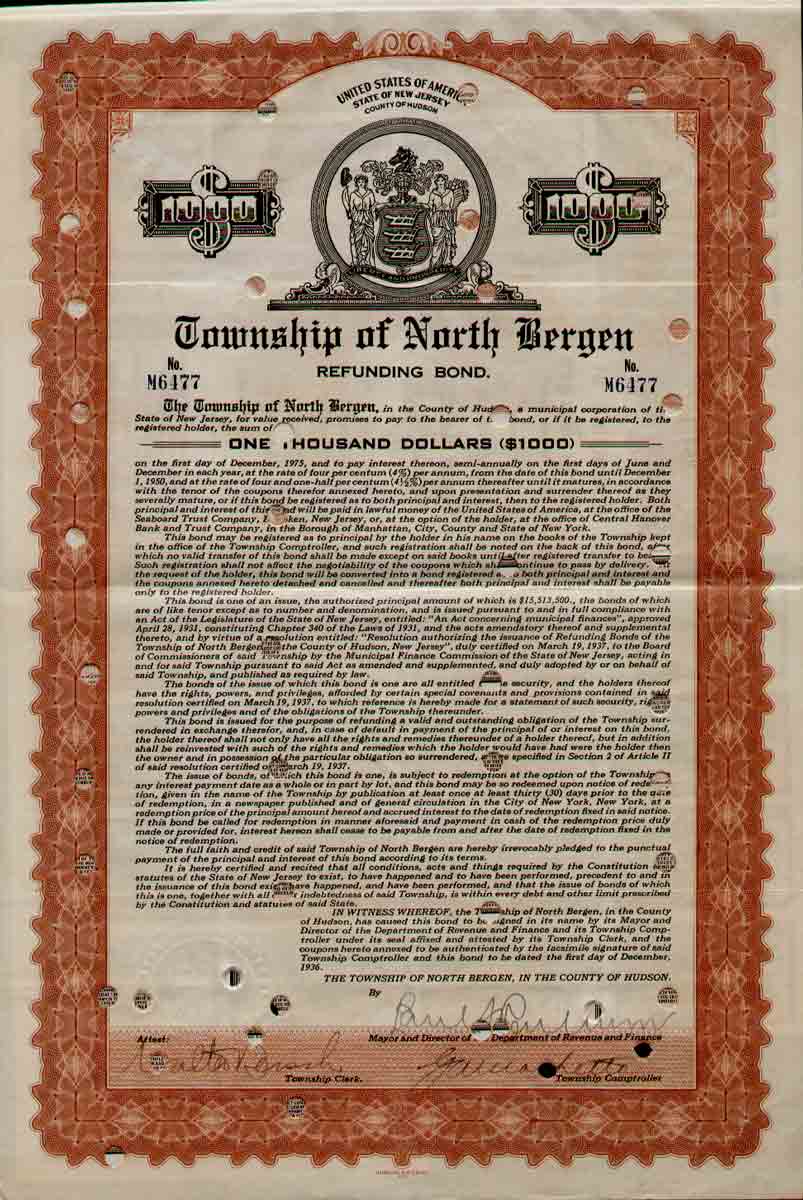 UNITED STATES OF AMERIC
STATE OF NEW JERSEY
COUNTY OF HUDSON
1000 1000
Township of North Bergen
No. REFUNDING BOND. No.
M6477 M6477
The Township of North Bergen, in the County of Hudson, a municipal corporation of the
State of New Jersey, for value received, promises to pay to the bearer of this bond, or if it be registered, to the
registered holder, the sum of
ONE THOUSAND DOLLARS ($1000)
on the first day of December, 1975, and to pay interest thereon, semi-annually on the first days of June and
December in each year, at the rate of four per centum (4%) per annum, from the date of this bond until December
1, 1950, and at the rate of four and one-half per centum (4½%) per annum thereafter until it matures, in accordance
with the tenor of the coupons therefor annexed hereto, and upon presentation and surrender thereof as they
severally mature, or if this bond be registered as to both principal and interest, then to the registered holder. Both
principal and interest of this bond will be paid in lawful money of the United States of America, at the office of the
Seaboard Trust Company, Hoboken, New Jersey, or, at the option of the holder, at the office of Central Hanover
Bank and Trust Company, in the Borough of Manhattan, City, County and State of New York.
This bond may be registered as to principal by the holder in his name on the books of the Township kept
in the office of the Township Comptroller, and such registration shall be noted on the back of this bond, after
which no valid transfer of this bond shall be made except on said books until after registered transfer to bearer.
Such registration shall not affect the negotiability of the coupons which shall continue to pass by delivery. In
the request of the holder, this bond will be converted into a bond registered as to both principal and interest and
the coupons annexed hereto detached and cancelled and thereafter both principal and interest shall be payable
only to the registered holder.
This bond is one of an issue, the authorized principal amount of which is $15,513,500., the bonds of which
are of like tenor except as to number and denomination, and is issued pursuant to and in full compliance with
an Act of the Legislature of the State of New Jersey, entitled: "An Act concerning municipal finances", approved
April 28, 1931, constituting Chapter 340 of the Laws of 1931, and the acts amendatory thereof and supplemental
thereto, and by virtue of a resolution entitled: "Resolution authorizing the issuance of Refunding Bonds of the
Township of North Bergen, in the County of Hudson, New Jersey", duly certified on March 19, 1937, to the Board
of Commissioners of said Township by the Municipal Finance Commission of the State of New Jersey, acting in
and for said Township pursuant to said Act as amended and supplemented, and duly adopted by or on behalf of
said Township, and published as required by law.
The bonds of the issue of which this bond is one are all entitled to the security, and the holders thereof
have the rights, powers, and privileges, afforded by certain special covenants and provisions contained in said
resolution certified on March 19, 1937, to which reference is hereby made for a statement of such security, rights,
powers and privileges and of the obligations of the Township thereunder.
This bond is issued for the purpose of refunding a valid and outstanding obligation of the Township sur-
rendered in exchange therefor, and, in case of default in payment of the principal of or interest on this bond,
the holder thereof shall not only have all the rights and remedies thereunder of a holder thereof, but in addition
shall be reinvested with such of the rights and remedies which the holder would have had were the holder then
the owner and in possession of the particular obligation so surrendered, as are specified in Section 2 of Article II
of said resolution certified on March 19, 1937.
The issue of bonds, of which this bond is one, is subject to redemption at the option of the Township on
any interest payment date as a whole or in part by lot, and this bond may be so redeemed upon notice of redemp-
tion, given in the name of the Township by publication at least once at least thirty (30) days prior to the date
of redemption, in a newspaper published and of general circulation in the City of New York, New York, at a
redemption price of the principal amount hereof and accrued interest to the date of redemption fixed in said notice.
If this bond be called for redemption in manner aforesaid and payment in cash of the redemption price duly
made or provided for, interest hereon shall cease to be payable from and after the date of redemption fixed in the
notice of redemption.
The full faith and credit of said Township of North Bergen are hereby irrevocably pledged to the punctual
payment of the principal and interest of this bond according to its terms.
It is hereby certified and recited that all conditions, acts and things required by the Constitution and
statutes of the State of New Jersey to exist, to have happened and to have been performed, precedent to and in
the issuance of this bond exist, have happened, and have been performed, and that the issue of bonds of which
this is one, together with all other indebtedness of said Township, is within every debt and other limit prescribed
by the Constitution and statutes of said State.
IN WITNESS WHEREOF, the Township of North Bergen, in the County
of Hudson, has caused this bond to be signed in its name by its Mayor and
Director of the Department of Revenue and Finance and its Township Comp-
troller under its seal affixed and attested by its Township Clerk, and the
coupons hereto annexed to be authenticated by the facsimile signature of said
Township Comptroller and this bond to be dated the first day of December,
1936.
THE TOWNSHIP OF NORTH BERGEN, IN THE COUNTY OF HUDSON.
By
Attest: Mayor and Director of Department of Revenue and Finance
Township Clerk. Township Comptroller